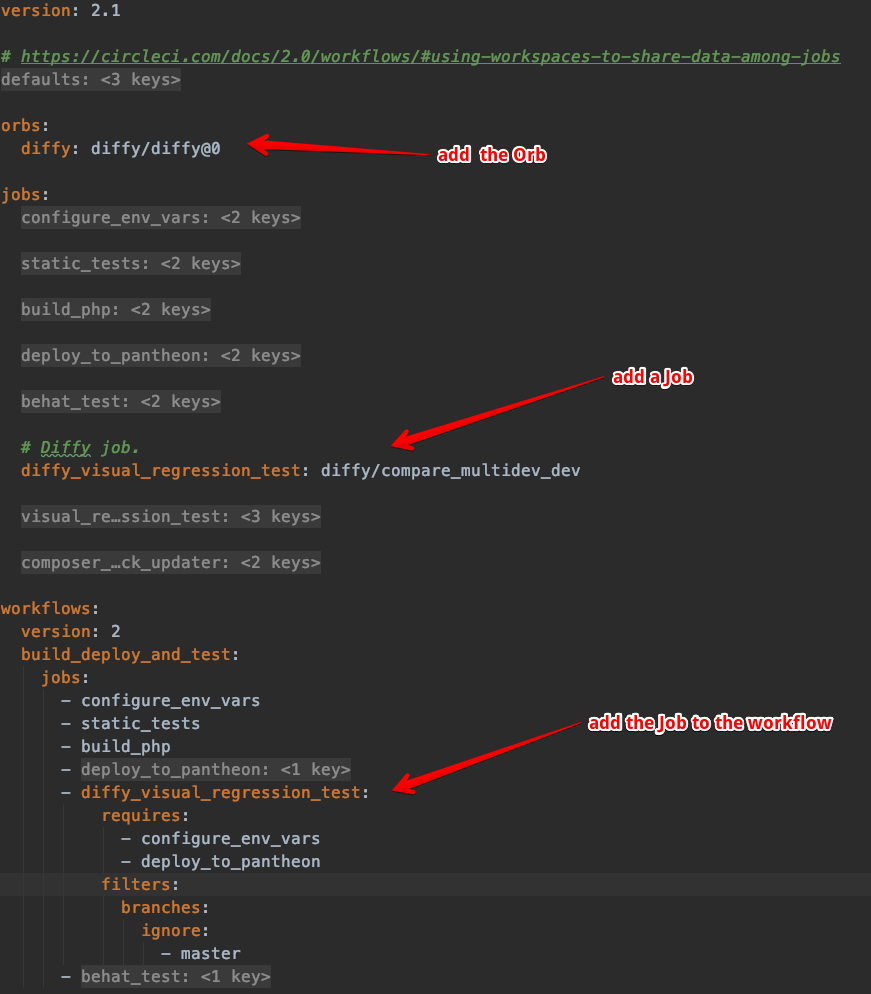 version: 2.1
# https://circleci.com/docs/2.0/workflows/#using-workspaces-to-share-data-among-jobs
defaults: <3 keys>
orbs:
diffy: diffy/diffy@0
add the Orb
jobs:
configure_env_vars: <2 keys>
static_tests: <2 keys>
build_php: <2 keys>
deploy_to_pantheon: <2 keys>
add a Job
behat_test: <2 keys>
# Diffy job.
diffy_visual_regression_test: diffy/compare_multidev_dev
visual_re…ssion_test: <3 keys>
composer_…ck_updater: <2 keys>
workflows:
version: 2
build_deploy_and_test:
jobs:
- configure_env_vars
- static_tests
add the Job to the workflow
- build_php
- deploy_to_pantheon: <1 key>
- diffy_visual_regression_test:
requires:
- configure_env_vars
- deploy_to_pantheon
filters:
branches:
ignore:
- master
- behat_test: <1 key>